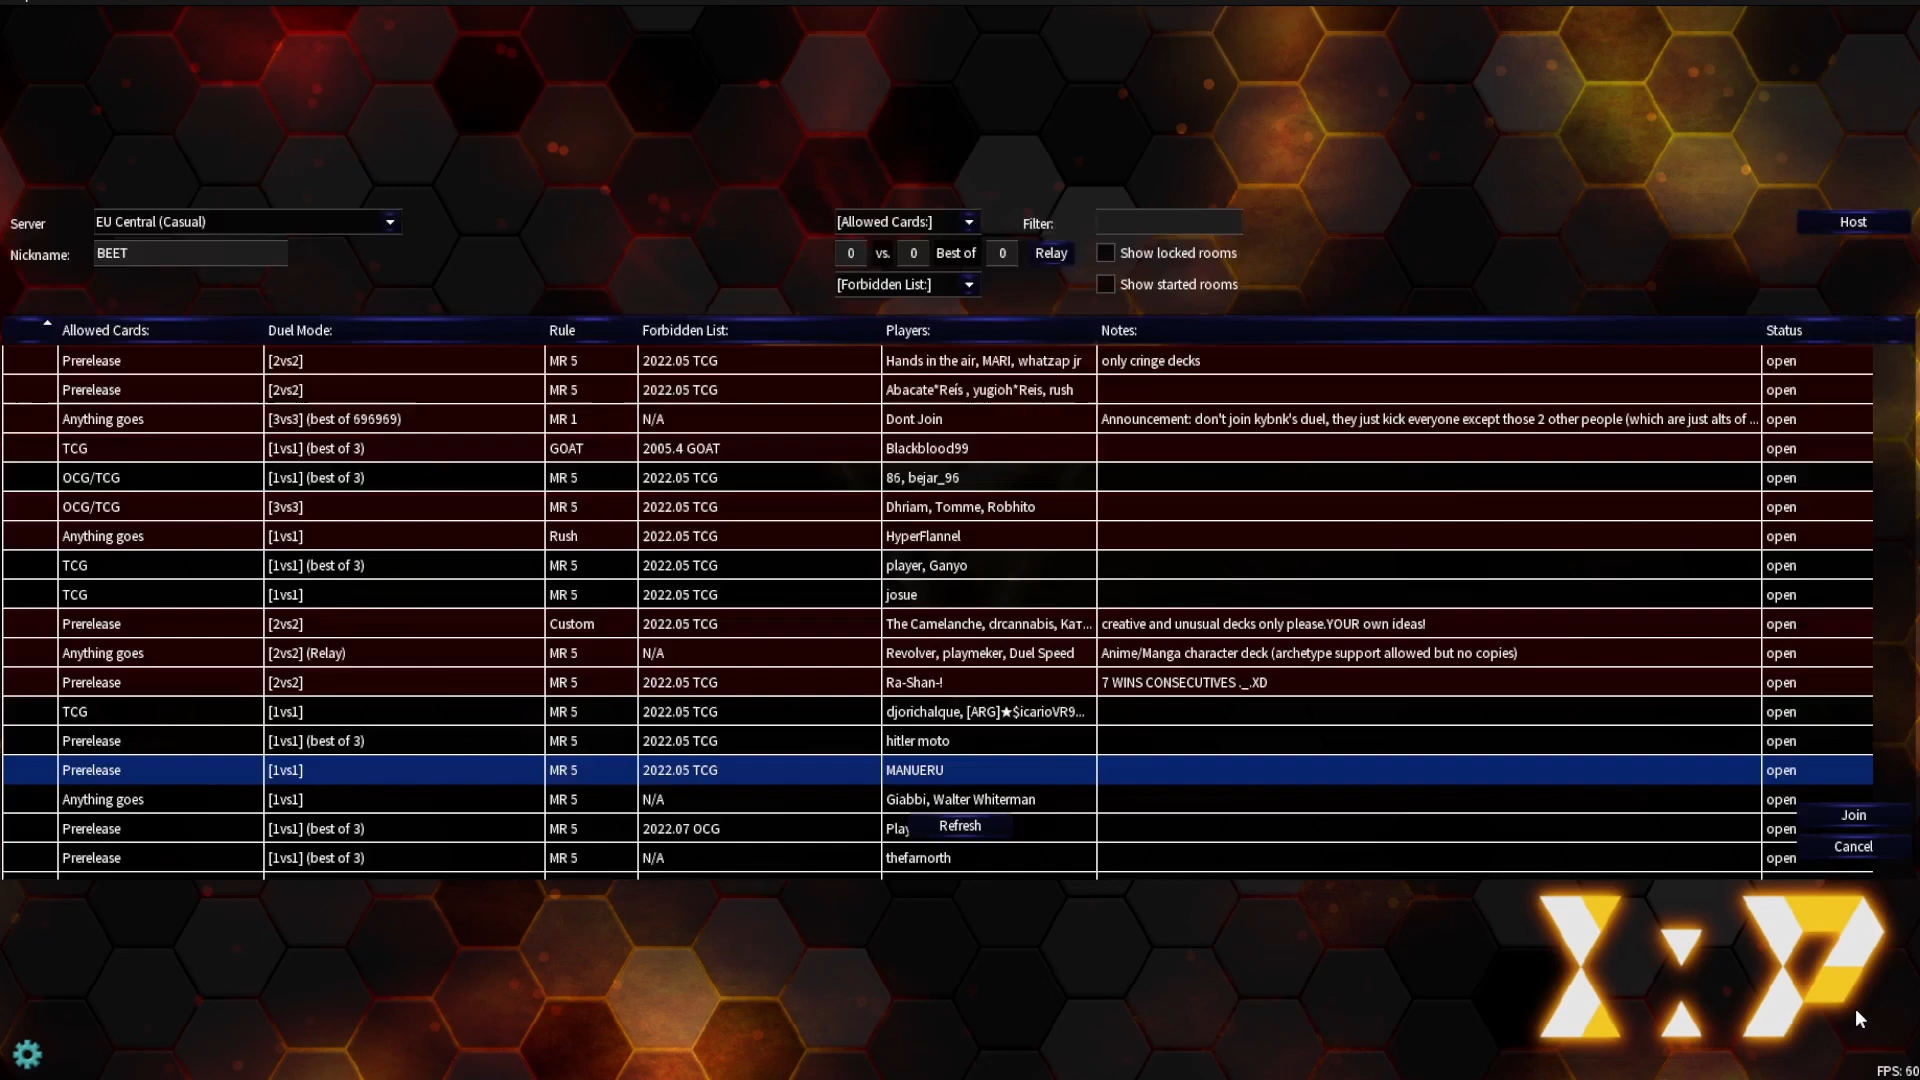 Server EU Central (Casual) [Allowed Cards:] Filter: Host
Nickname: BEET 0 vs. 0 Best of 0 Relay Show locked rooms
[Forbidden List:] Show started rooms
Allowed Cards: Duel Mode: Rule Forbidden List: Players: Notes: Status
Prerelease [2vs2] MR 5 2022.05 TCG Hands in the air, MARI, whatzap jr only cringe decks open
Prerelease [2vs2] MR 5 2022.05 TCG Abacate*Reís , yugioh*Reis, rush open
Anything goes [3vs3] (best of 696969) MR 1 N/A Dont Join Announcement: don't join kybnk's duel, they just kick everyone except those 2 other people (which are just alts of ... open
TCG [1vs1] (best of 3) GOAT 2005.4 GOAT Blackblood99 open
OCG/TCG [1vs1] (best of 3) MR 5 2022.05 TCG 86, bejar_96 open
OCG/TCG [3vs3] MR 5 2022.05 TCG Dhriam, Tomme, Robhito open
Anything goes [1vs1] Rush 2022.05 TCG HyperFlannel open
TCG [1vs1] (best of 3) MR 5 2022.05 TCG player, Ganyo open
TCG [1vs1] MR 5 2022.05 TCG josue open
Prerelease [2vs2] Custom 2022.05 TCG The Camelanche, drcannabis, Кат... creative and unusual decks only please.YOUR own ideas! open
Anything goes [2vs2] (Relay) MR 5 N/A Revolver, playmeker, Duel Speed Anime/Manga character deck (archetype support allowed but no copies) open
Prerelease [2vs2] MR 5 2022.05 TCG Ra-Shan-! 7 WINS CONSECUTIVES ._.XD open
TCG [1vs1] MR 5 2022.05 TCG djorichalque, [ARG]★$icarioVR9... open
Prerelease [1vs1] (best of 3) MR 5 2022.05 TCG hitler moto open
Prerelease [1vs1] MR 5 2022.05 TCG MANUERU open
Anything goes [1vs1] MR 5 N/A Giabbi, Walter Whiterman open
Join
Prerelease [1vs1] (best of 3) MR 5 2022.07 OCG Play Refresh open
Cancel
Prerelease [1vs1] (best of 3) MR 5 N/A thefarnorth open
FPS: 60